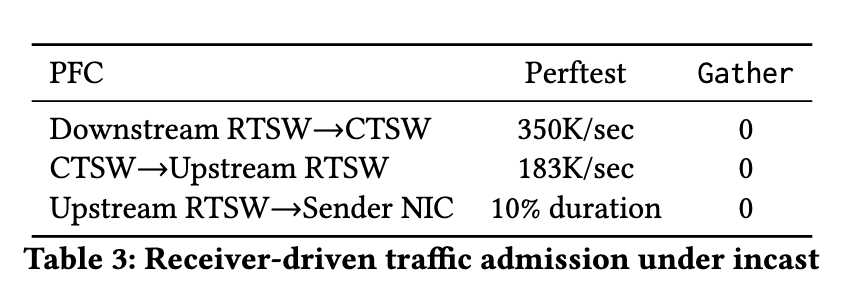 PFC Perftest Gather
Downstream RTSW→CTSW 350K/sec 0
CTSW→Upstream RTSW 183K/sec 0
Upstream RTSW→Sender NIC 10% duration 0
Table 3: Receiver-driven traffic admission under incast